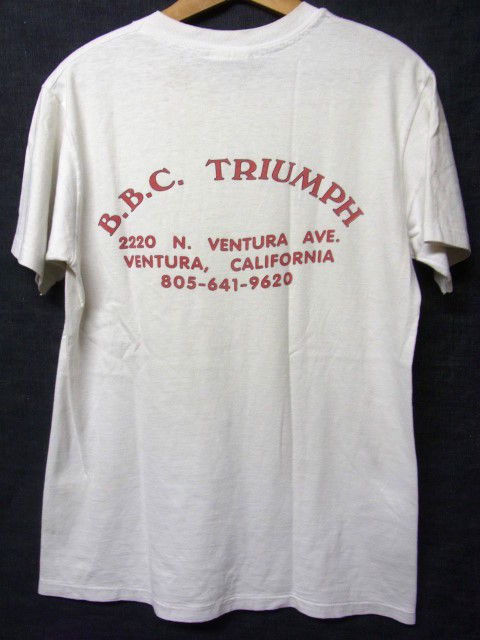 B.B.C. TRIUMPH
2220 N. VENTURA AVE.
VENTURA, CALIFORNIA
805-641-9620